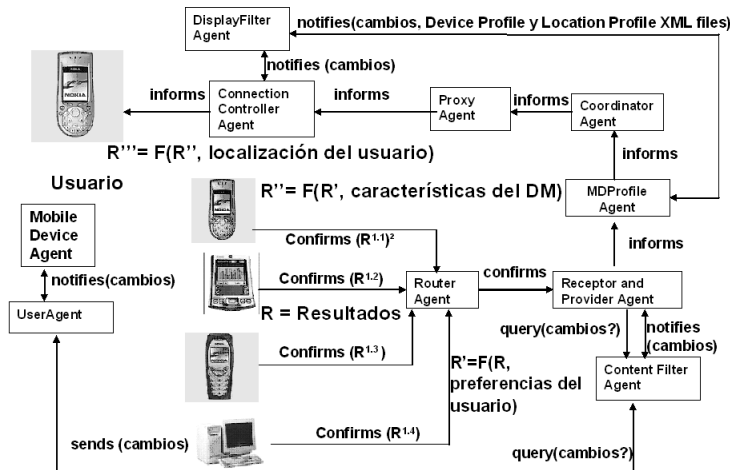 DisplayFilter
Agent
notifies(cambios, Device Profile y Location Profile XML files)
notifies (cambios)
NOKIA
informs
Connection
Controller
Agent
informs
Proxy
Agent
informs
Coordinator
Agent
R'''= F(R'', localización del usuario)
informs
Usuario
R''= F(R', características del DM)
MDProfile
Agent
Mobile
Device
Agent
Confirms (R1.1)²
informs
notifies(cambios)
Confirms (R1.2)
Router
Agent
confirms
Receptor and
Provider Agent
UserAgent
R = Resultados
query(cambios?)
notifies
(cambios)
Confirms (R1.3)
R'=F(R,
preferencias del
usuario)
Content Filter
Agent
sends (cambios)
Confirms (R1.4)
query(cambios?)